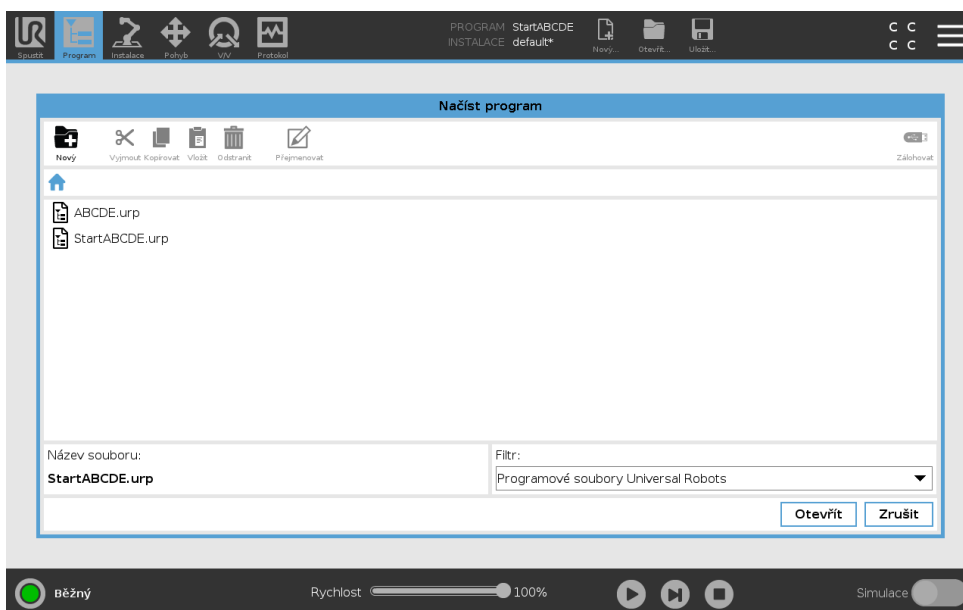 PROGRAM StartABCDE
INSTALACE default*
Spustit Program Instalace Pohyb V/V Protokol Nový... Otevřít... Uložit...
C C
C C
Načíst program
Nový Vyjmout Kopírovat Vložit Odstranit Přejmenovat Zálohovat
ABCDE.urp
StartABCDE.urp
Název souboru: Filtr:
StartABCDE.urp Programové soubory Universal Robots
Otevřít Zrušit
Běžný Rychlost 100% Simulace